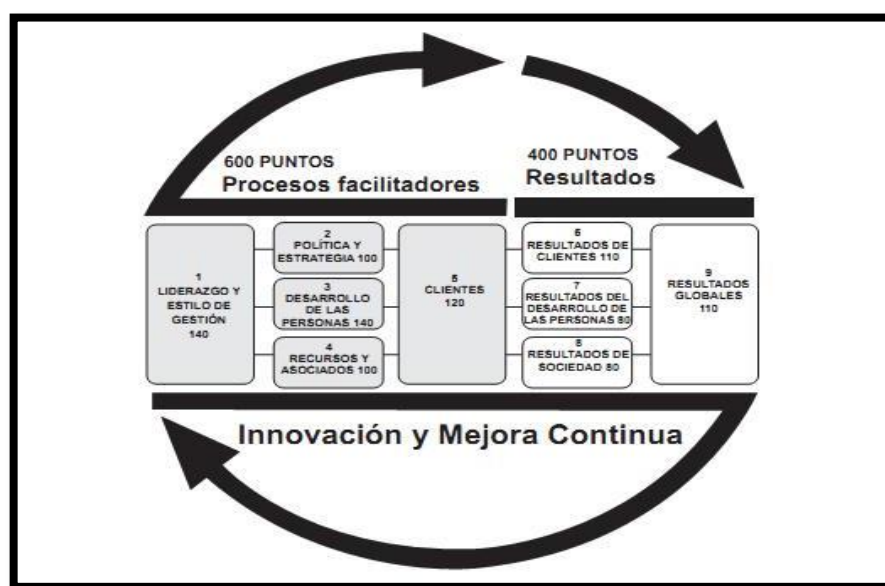 600 PUNTOS
Procesos facilitadores
400 PUNTOS
Resultados
1
LIDERAZGO Y
ESTILO DE
GESTIÓN
140
2
POLÍTICA Y
ESTRATEGIA 100
3
DESARROLLO
DE LAS
PERSONAS 140
4
RECURSOS Y
ASOCIADOS 100
5
CLIENTES
120
6
RESULTADOS DE
CLIENTES 110
7
RESULTADOS DEL
DESARROLLO DE
LAS PERSONAS 80
8
RESULTADOS DE
SOCIEDAD 80
9
RESULTADOS
GLOBALES
110
Innovación y Mejora Continua